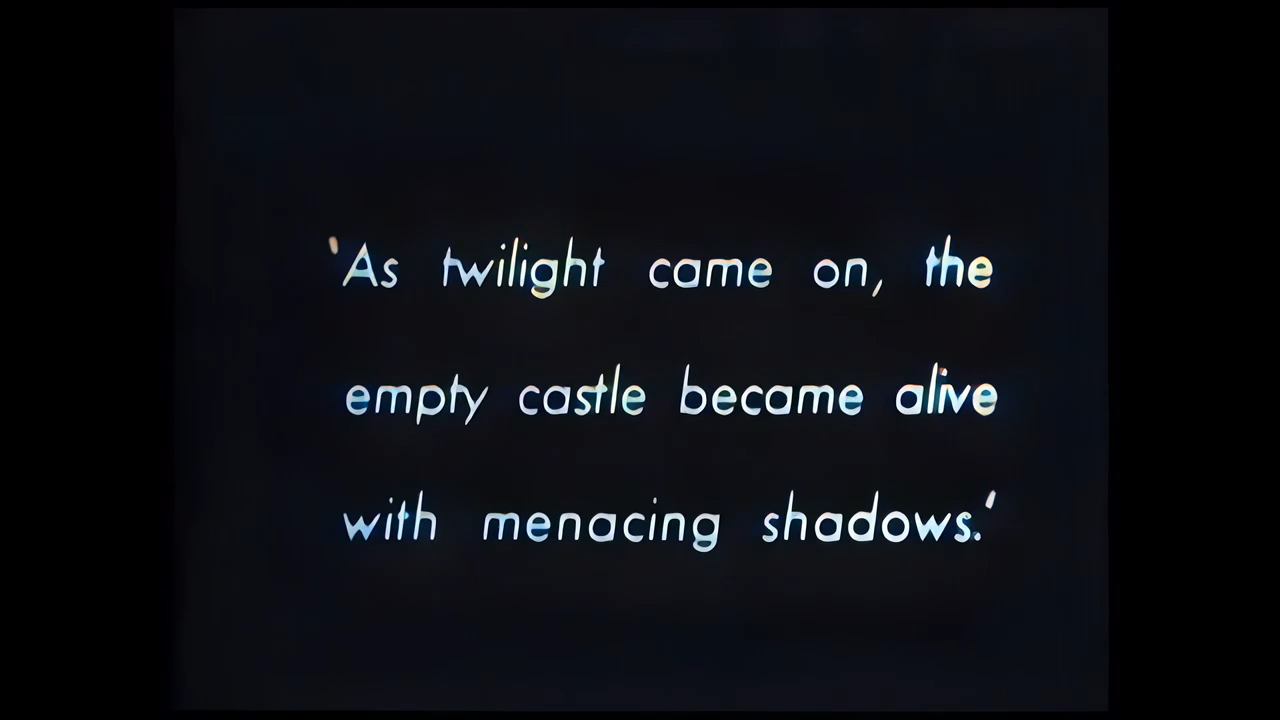 'As twilight came on, the
empty castle became alive
with menacing shadows.'